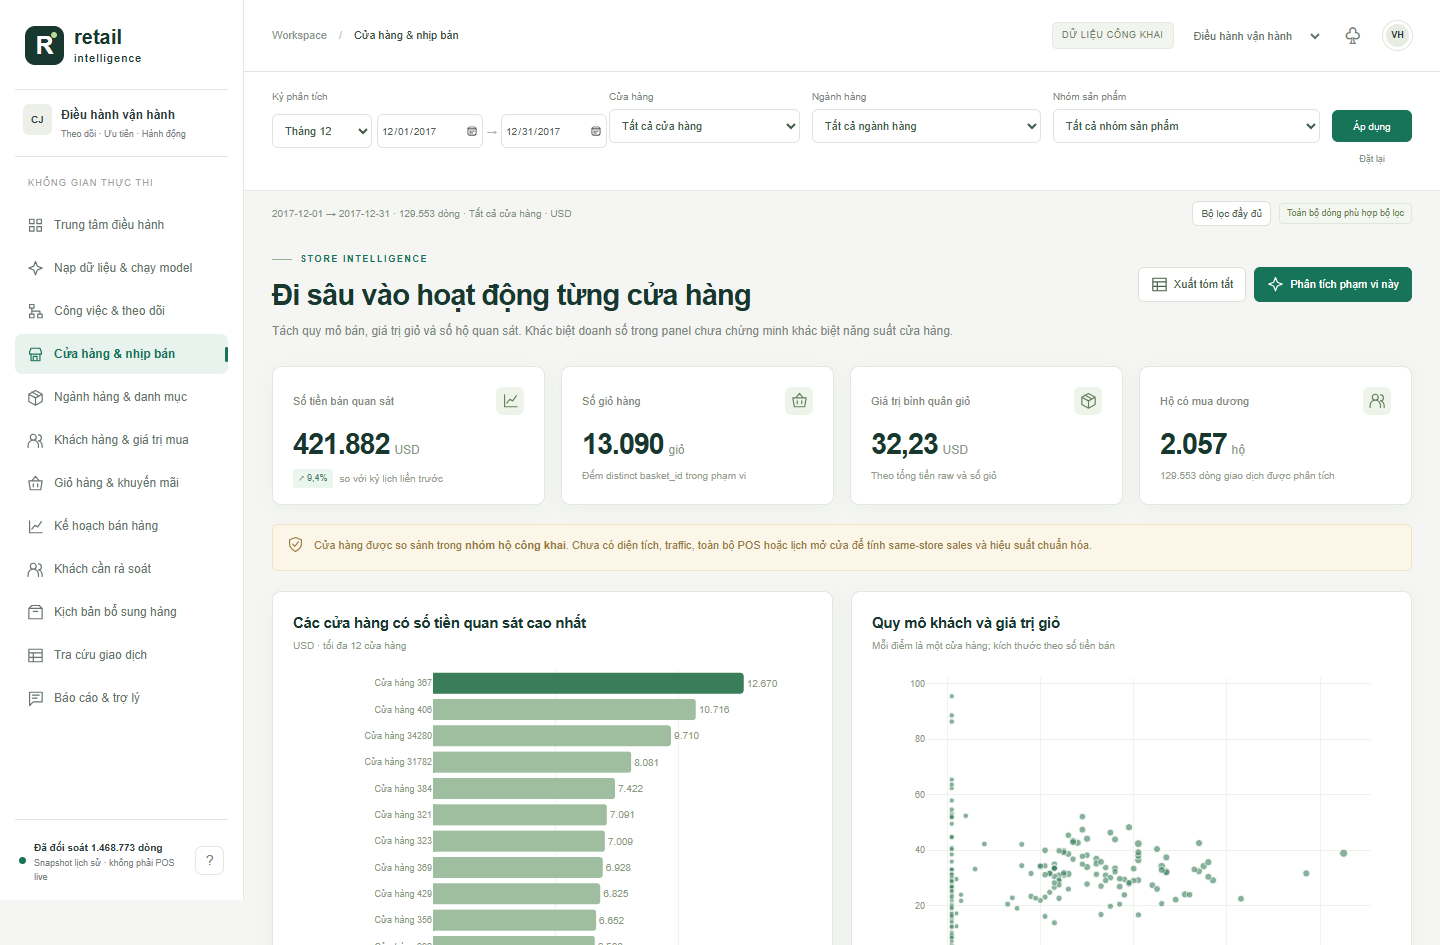 R
retail
intelligence
CJ
Điều hành vận hành
Theo dõi · Ưu tiên · Hành động
KHÔNG GIAN THỰC THI
Trung tâm điều hành
Nạp dữ liệu & chạy model
Công việc & theo dõi
Cửa hàng & nhịp bán
Ngành hàng & danh mục
Khách hàng & giá trị mua
Giỏ hàng & khuyến mãi
Kế hoạch bán hàng
Khách cần rà soát
Kịch bản bổ sung hàng
Tra cứu giao dịch
Báo cáo & trợ lý
Đã đối soát 1.468.773 dòng
Snapshot lịch sử · không phải POS
live
?
Workspace / Cửa hàng & nhịp bán
DỮ LIỆU CÔNG KHAI
Điều hành vận hành
VH
Kỳ phân tích
Cửa hàng
Ngành hàng
Nhóm sản phẩm
Tháng 12
12/01/2017 → 12/31/2017
Tất cả cửa hàng
Tất cả ngành hàng
Tất cả nhóm sản phẩm
Áp dụng
Đặt lại
2017-12-01 → 2017-12-31 · 129.553 dòng · Tất cả cửa hàng · USD
Bộ lọc đầy đủ
Toàn bộ dòng phù hợp bộ lọc
STORE INTELLIGENCE
Đi sâu vào hoạt động từng cửa hàng
Tách quy mô bán, giá trị giỏ và số hộ quan sát. Khác biệt doanh số trong panel chưa chứng minh khác biệt năng suất cửa hàng.
Xuất tóm tắt
Phân tích phạm vi này
Số tiền bán quan sát
421.882 USD
↗ 9,4% so với kỳ lịch liền trước
Số giỏ hàng
13.090 giỏ
Đếm distinct basket_id trong phạm vi
Giá trị bình quân giỏ
32,23 USD
Theo tổng tiền raw và số giỏ
Hộ có mua dương
2.057 hộ
129.553 dòng giao dịch được phân tích
Cửa hàng được so sánh trong nhóm hộ công khai. Chưa có diện tích, traffic, toàn bộ POS hoặc lịch mở cửa để tính same-store sales và hiệu suất chuẩn hóa.
Các cửa hàng có số tiền quan sát cao nhất
USD · tối đa 12 cửa hàng
Cửa hàng 367 12.670
Cửa hàng 406 10.716
Cửa hàng 34280 9.710
Cửa hàng 31782 8.081
Cửa hàng 384 7.422
Cửa hàng 321 7.091
Cửa hàng 323 7.009
Cửa hàng 369 6.928
Cửa hàng 429 6.825
Cửa hàng 356 6.652
Quy mô khách và giá trị giỏ
Mỗi điểm là một cửa hàng; kích thước theo số tiền bán
100
80
60
40
20